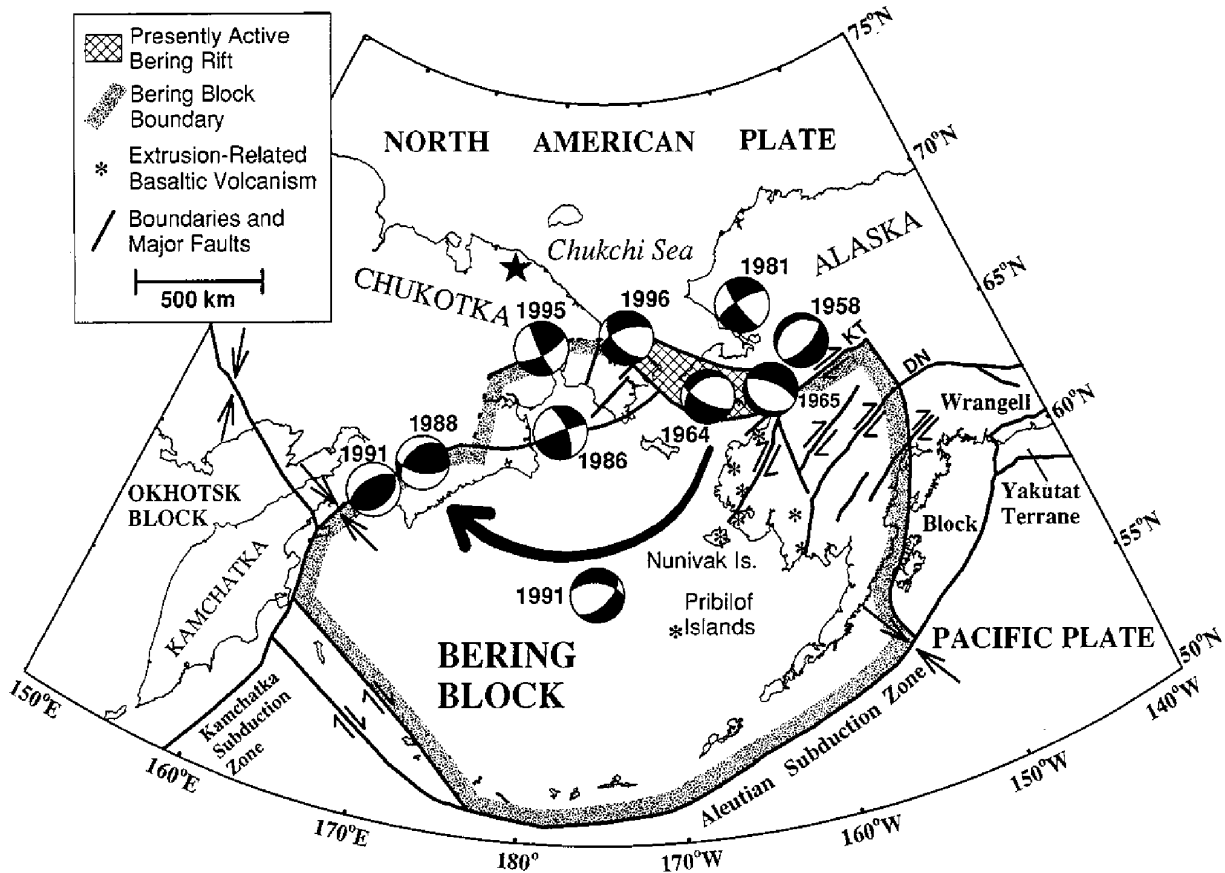 Presently Active
Bering Rift
Bering Block
Boundary
*
Extrusion-Related
Basaltic Volcanism
Boundaries and
Major Faults
500 km
75°N
70°N
65°N
60°N
55°N
50°N
NORTH AMERICAN PLATE
Chukchi Sea
ALASKA
CHUKOTKA
1981
1958
1995
1996
KT
DN
Wrangell
1965
1964
1988
1986
1991
OKHOTSK
BLOCK
Yakutat
Terrane
Block
Nunivak Is.
1991
Pribilof
*Islands
KAMCHATKA
BERING
BLOCK
PACIFIC PLATE
Kamchatka
Subduction
Zone
Aleutian Subduction Zone
150°E
160°E
170°E
180°
170°W
160°W
150°W
140°W